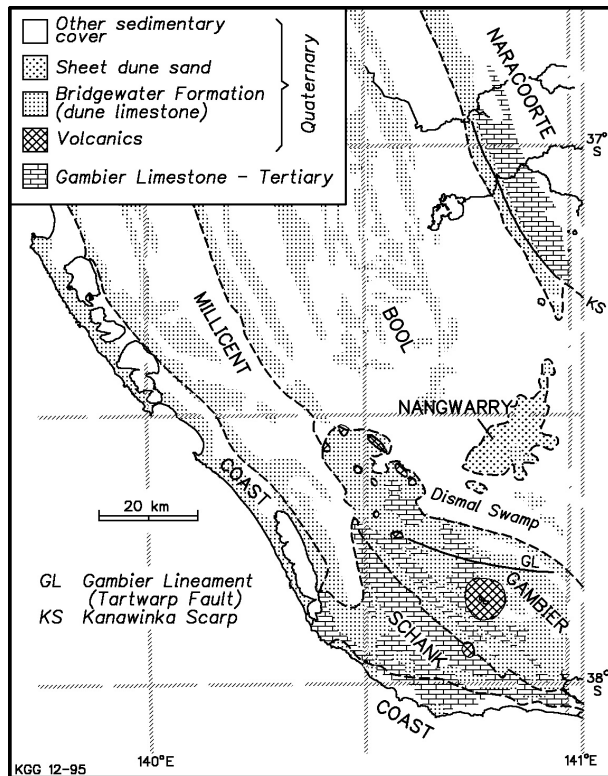 Other sedimentary
cover
Sheet dune sand
Bridgewater Formation
(dune limestone)
Volcanics
Quaternary
Gambier Limestone - Tertiary
NARACOORTE
37°
S
KS
MILLICENT
BOOL
NANGWARRY
COAST
Dismal Swamp
20 km
GL
GAMBIER
GL Gambier Lineament
(Tartwarp Fault)
KS Kanawinka Scarp
SCHANK
38°
S
COAST
140°E
141°E
KGG 12-95